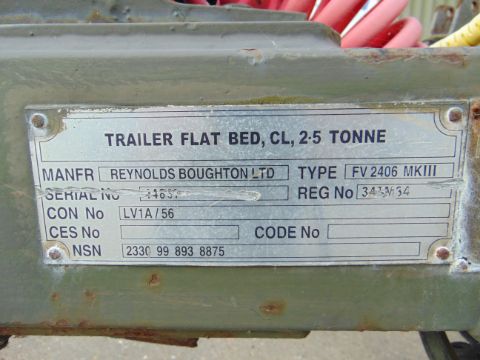 TRAILER FLAT BED, CL, 2·5 TONNE
MANFR REYNOLDS BOUGHTON LTD TYPE FV 2406 MKIII
SERIAL NO REG No
CON No LV1A / 56
CES No CODE No
NSN 2330 99 893 8875